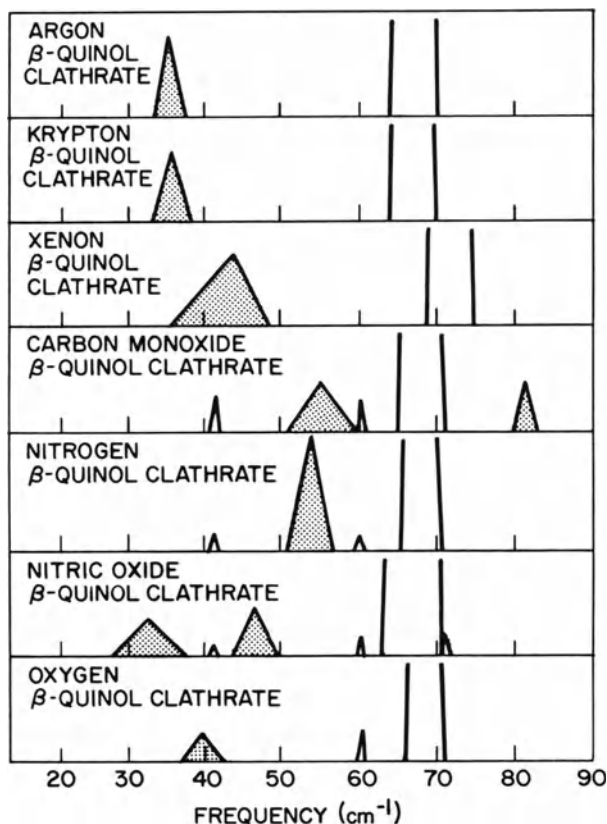 ARGON
β-QUINOL
CLATHRATE
KRYPTON
β-QUINOL
CLATHRATE
XENON
β-QUINOL
CLATHRATE
CARBON MONOXIDE
β-QUINOL CLATHRATE
NITROGEN
β-QUINOL CLATHRATE
NITRIC OXIDE
β-QUINOL CLATHRATE
OXYGEN
β-QUINOL CLATHRATE
20 30 40 50 60 70 80 90
FREQUENCY (cm⁻¹)